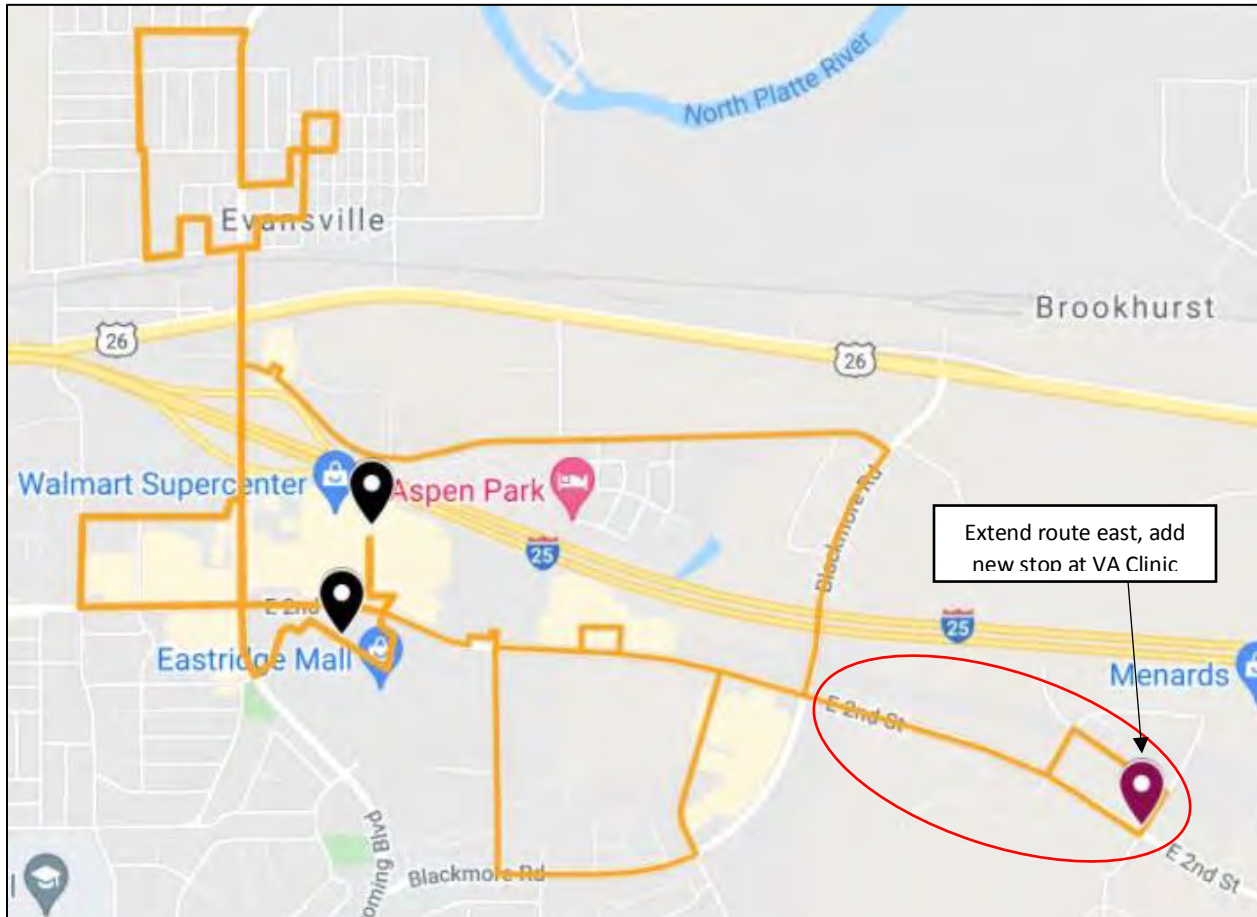 North Platte River
Evansville
Brookhurst
26
26
Walmart Supercenter
Aspen Park
25
Blackmore Rd
Extend route east, add
new stop at VA Clinic
E 2nd
25
Eastridge Mall
Menards
E 2nd St
oming Blvd
Blackmore Rd
E 2nd St
l